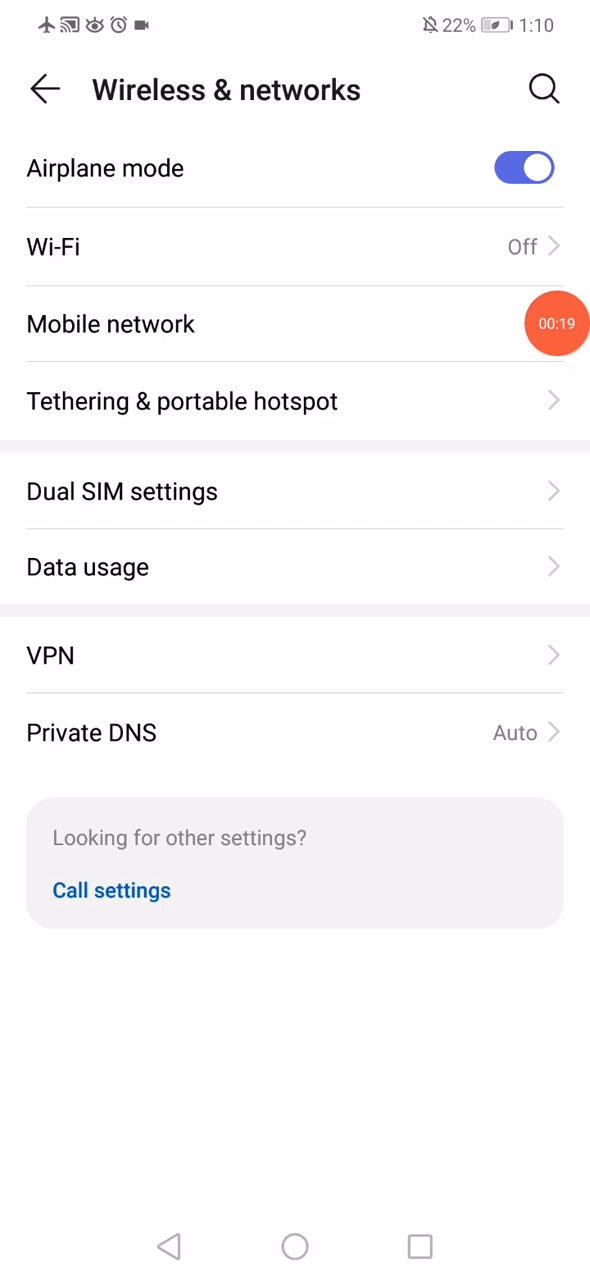 22% 1:10
Wireless & networks
Airplane mode
Wi-Fi Off
Mobile network 00:19
Tethering & portable hotspot
Dual SIM settings
Data usage
VPN
Private DNS Auto
Looking for other settings?
Call settings